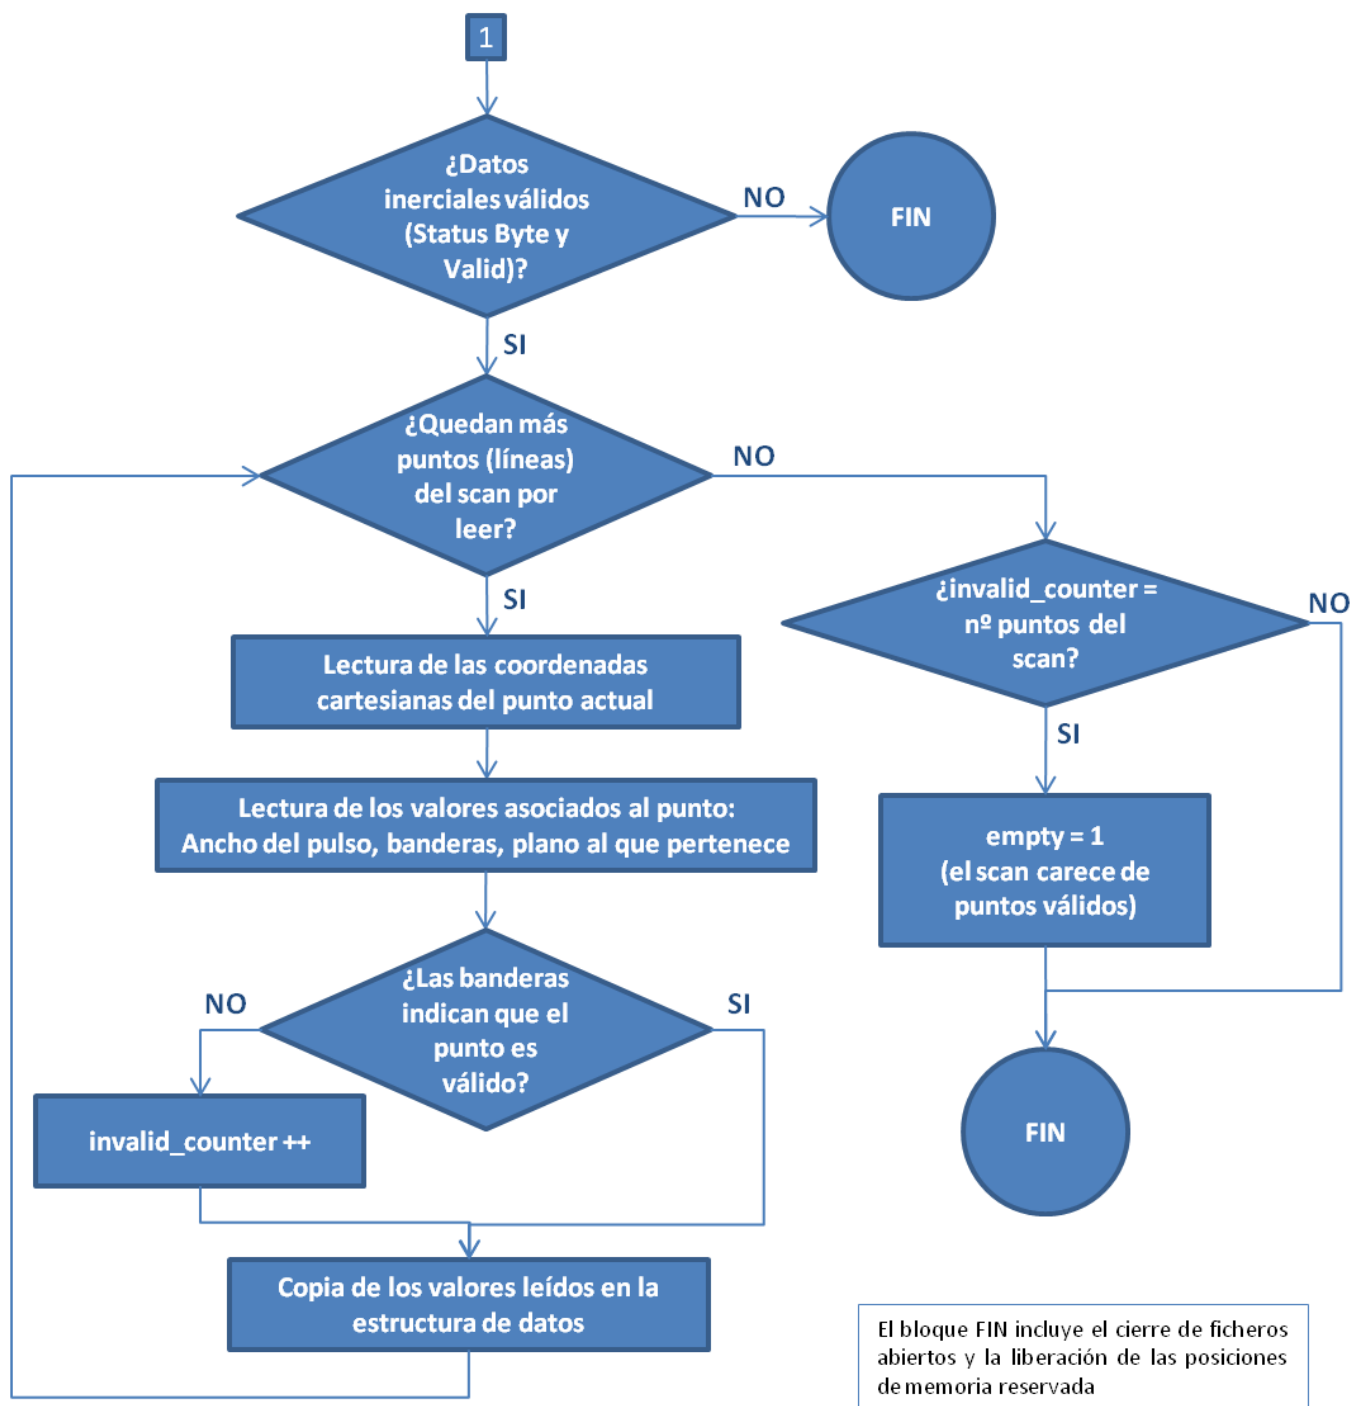 1
¿Datos
inerciales válidos
(Status Byte y
Valid)?
NO
FIN
SI
¿Quedan más
puntos (líneas)
del scan por
leer?
NO
SI
¿invalid_counter =
nº puntos del
scan?
NO
SI
Lectura de las coordenadas
cartesianas del punto actual
Lectura de los valores asociados al punto:
Ancho del pulso, banderas, plano al que pertenece
empty = 1
(el scan carece de
puntos válidos)
¿Las banderas
indican que el
punto es
válido?
NO
SI
invalid_counter ++
FIN
Copia de los valores leídos en la
estructura de datos
El bloque FIN incluye el cierre de ficheros
abiertos y la liberación de las posiciones
de memoria reservada